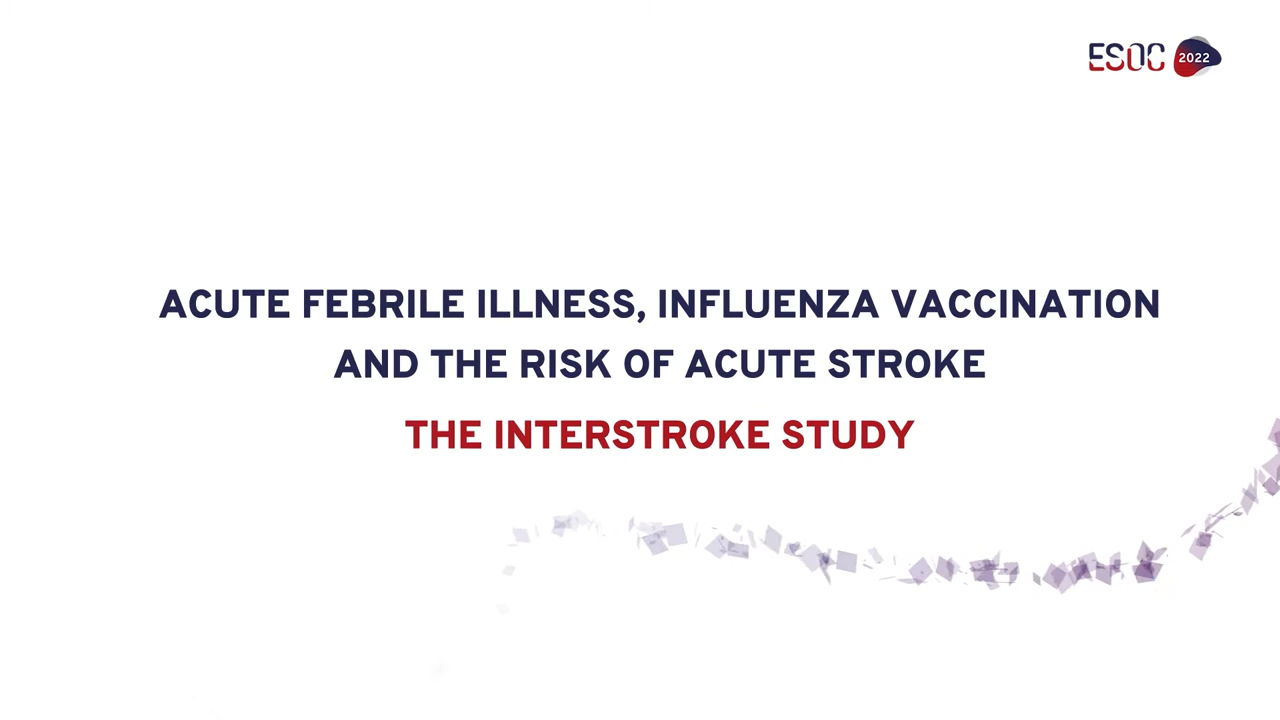 ESOC 2022
ACUTE FEBRILE ILLNESS, INFLUENZA VACCINATION
AND THE RISK OF ACUTE STROKE
THE INTERSTROKE STUDY